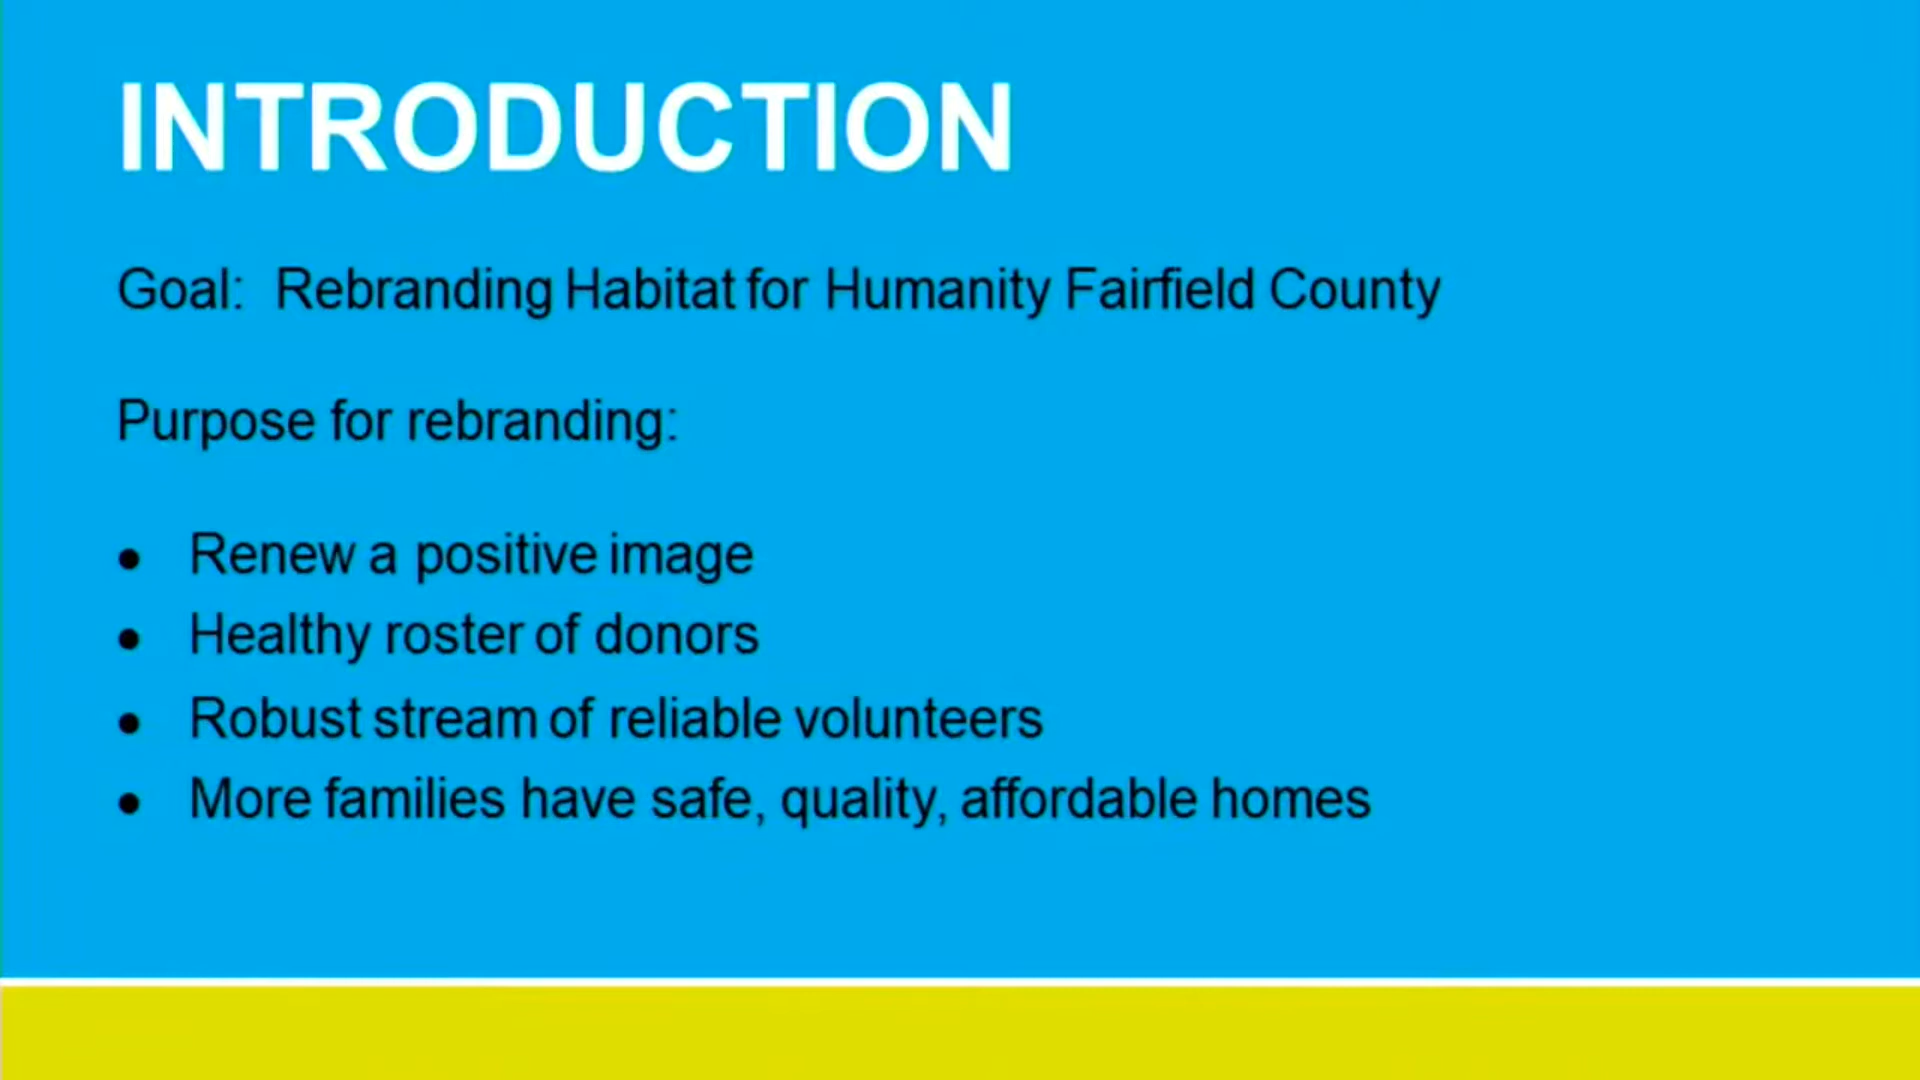 INTRODUCTION
Goal: Rebranding Habitat for Humanity Fairfield County
Purpose for rebranding:
● Renew a positive image
● Healthy roster of donors
● Robust stream of reliable volunteers
● More families have safe, quality, affordable homes